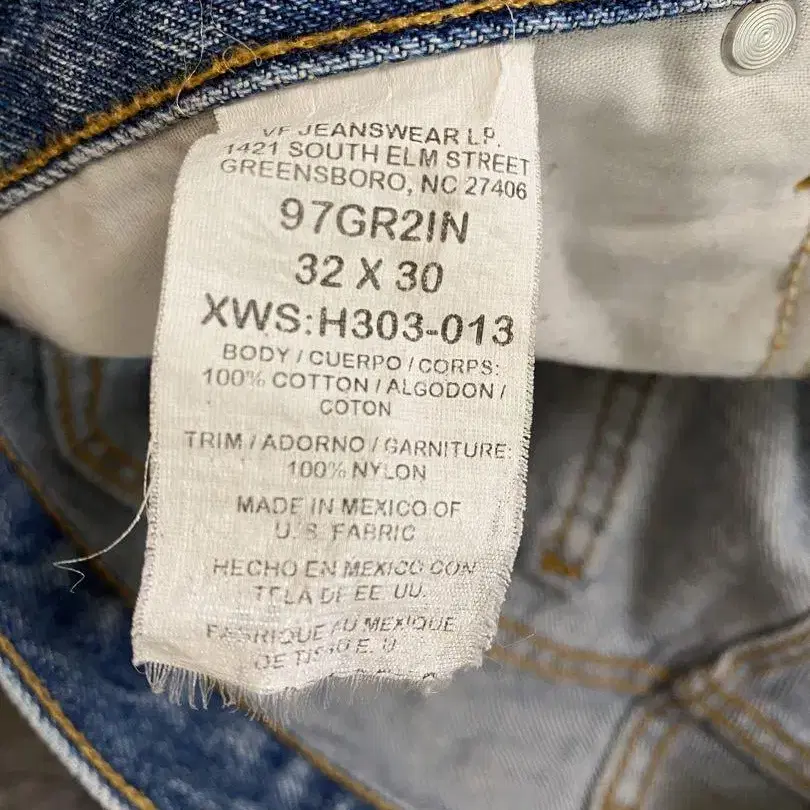 VF JEANSWEAR L.P.
1421 SOUTH ELM STREET
GREENSBORO, NC 27406
97GR2IN
32 X 30
XWS:H303-013
BODY / CUERPO / CORPS:
100% COTTON / ALGODON /
COTON
TRIM / ADORNO / GARNITURE:
100% NYLON
MADE IN MEXICO OF
U.S. FABRIC
HECHO EN MEXICO CON
TELA DE EE. UU.
FABRIQUE AU MEXIQUE
DE TISSU E. U